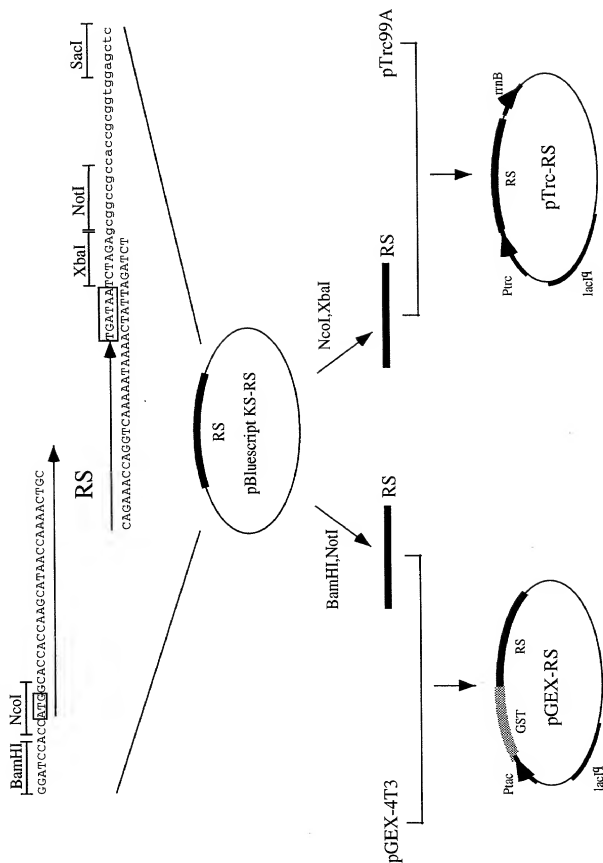 BamHI NcoI
GGATCCACCATGGCACCACCAAGCATAACCAAAACTGC
RS
XbaI NotI SacI
TGATAATCTAGAgcggccgccaccgcggtggagctc
CAGAAACCAGGTCAAAAATAAAACTATTAGATCT
RS
pBluescript KS-RS
BamHI,NotI
NcoI,XbaI
pGEX-4T3
RS
RS
pTrc99A
Ptac
GST
RS
pGEX-RS
lacIq
Ptrc
RS
rrnB
pTrc-RS
lacIq